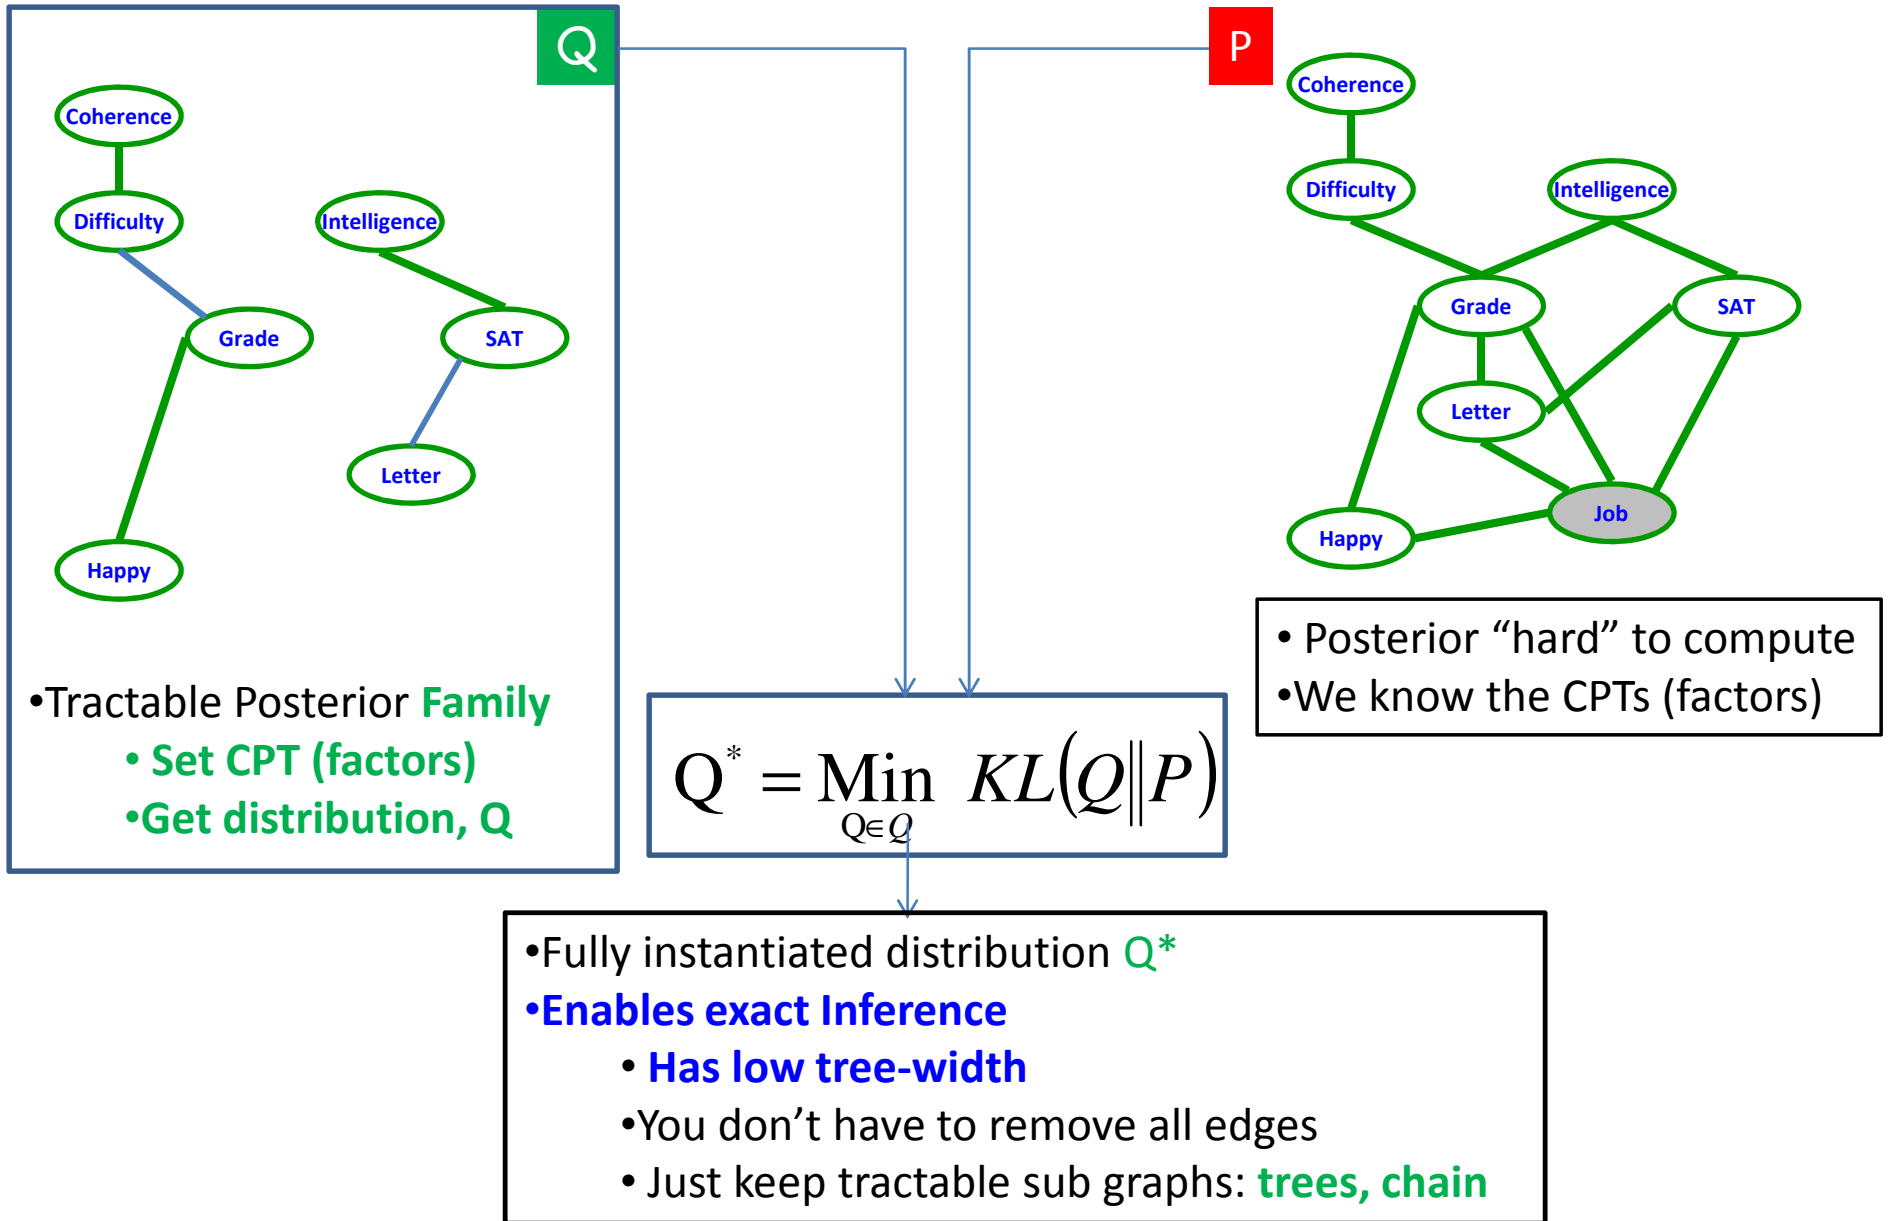 Q
Coherence
Difficulty
Intelligence
Grade
SAT
Letter
Happy
•Tractable Posterior Family
• Set CPT (factors)
•Get distribution, Q
P
Coherence
Difficulty
Intelligence
Grade
SAT
Letter
Job
Happy
• Posterior “hard” to compute
•We know the CPTs (factors)
Q* = Min KL(Q||P)
Q∈Q
•Fully instantiated distribution Q*
•Enables exact Inference
• Has low tree-width
•You don’t have to remove all edges
• Just keep tractable sub graphs: trees, chain